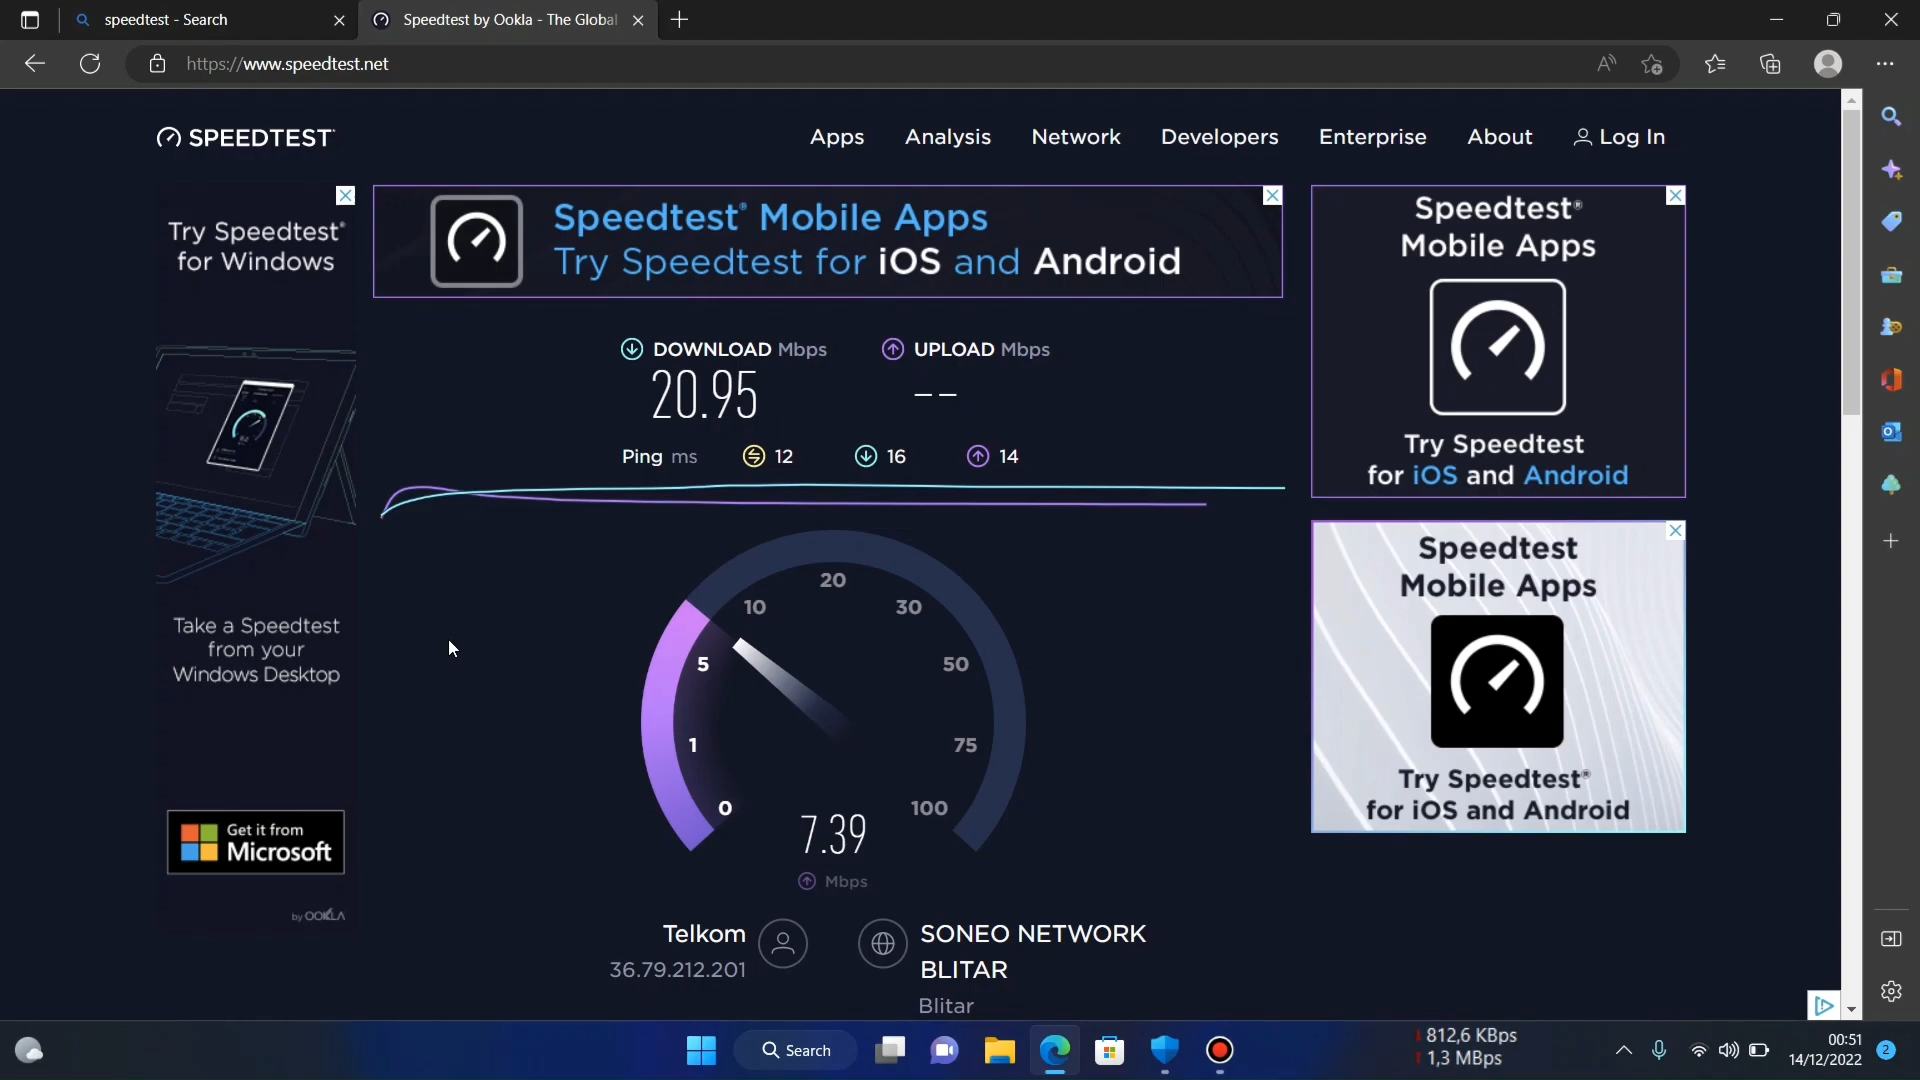 speedtest - Search
Speedtest by Ookla - The Global
https://www.speedtest.net
SPEEDTEST
Apps
Analysis
Network
Developers
Enterprise
About
Log In
Try Speedtest®
for Windows
Take a Speedtest
from your
Windows Desktop
Get it from
Microsoft
by OOKLA
Speedtest® Mobile Apps
Try Speedtest for iOS and Android
DOWNLOAD Mbps
20.95
UPLOAD Mbps
— —
Ping ms
12
16
14
0
1
5
10
20
30
50
75
100
7.39
Mbps
Telkom
36.79.212.201
SONEO NETWORK
BLITAR
Blitar
Speedtest®
Mobile Apps
Try Speedtest
for iOS and Android
Speedtest
Mobile Apps
Try Speedtest®
for iOS and Android
Search
812,6 KBps
1,3 MBps
00:51
14/12/2022
2